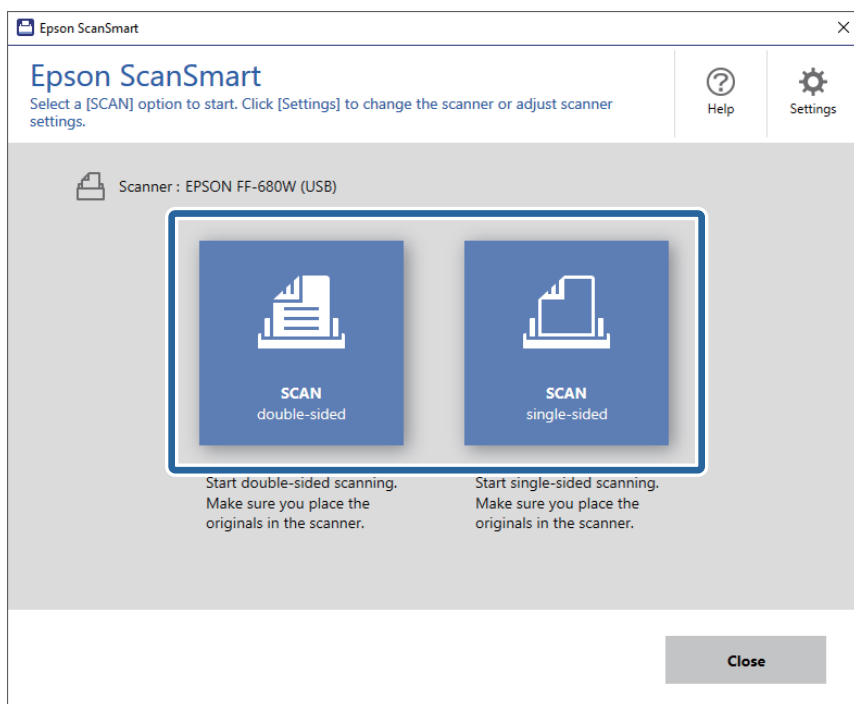 Epson ScanSmart
Epson ScanSmart
Select a [SCAN] option to start. Click [Settings] to change the scanner or adjust scanner
settings.
Help
Settings
Scanner : EPSON FF-680W (USB)
SCAN
double-sided
SCAN
single-sided
Start double-sided scanning.
Make sure you place the
originals in the scanner.
Start single-sided scanning.
Make sure you place the
originals in the scanner.
Close